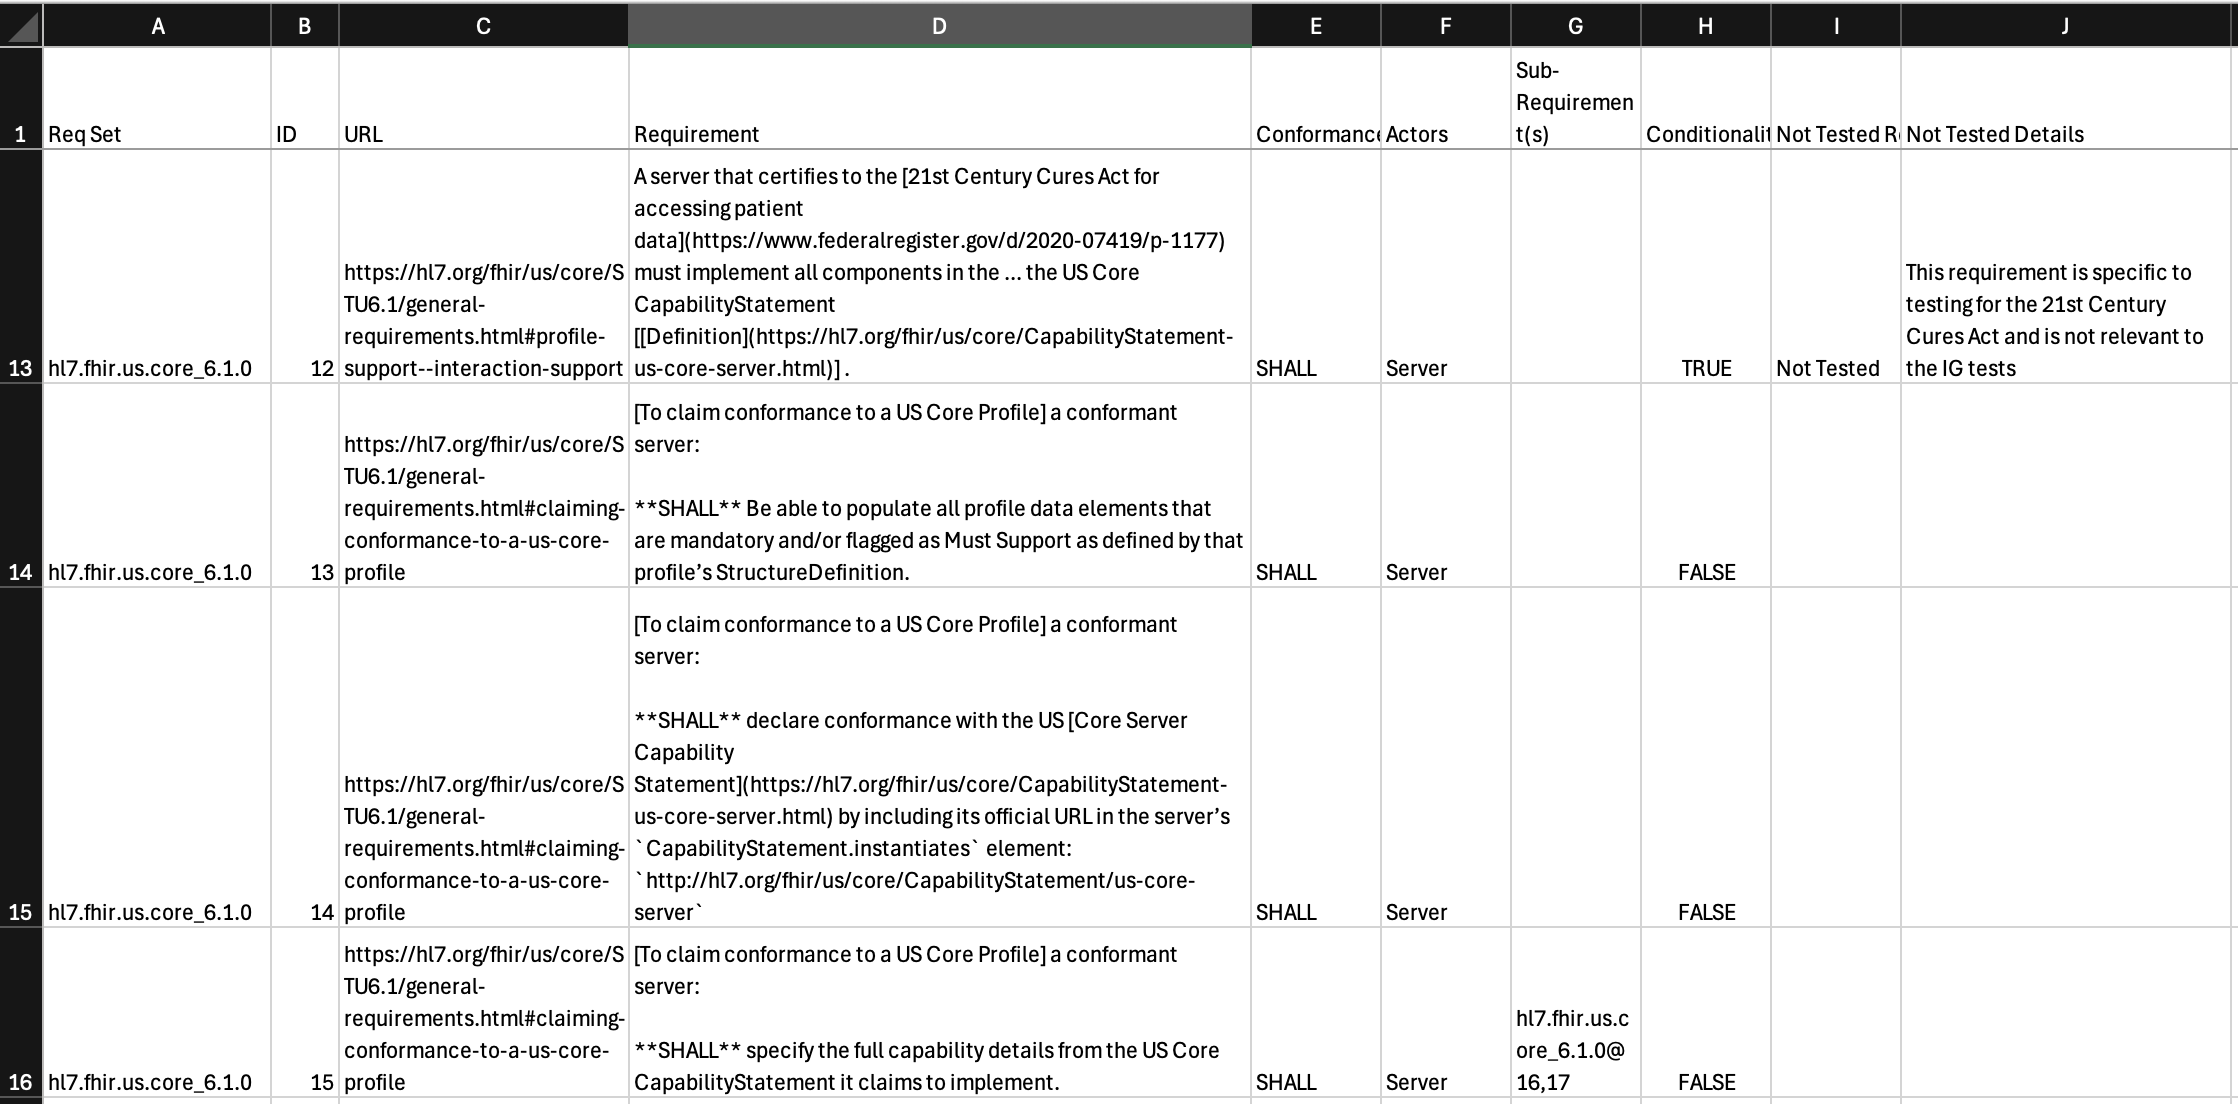 A B C D E F G H I J
1 Req Set ID URL Requirement Conformance Actors Sub-
Requiremen
t(s) Conditionalit Not Tested R Not Tested Details
13 hl7.fhir.us.core_6.1.0 12
https://hl7.org/fhir/us/core/S
TU6.1/general-
requirements.html#profile-
support--interaction-support
A server that certifies to the [21st Century Cures Act for
accessing patient
data](https://www.federalregister.gov/d/2020-07419/p-1177)
must implement all components in the ... the US Core
CapabilityStatement
[[Definition](https://hl7.org/fhir/us/core/CapabilityStatement-
us-core-server.html)] .
SHALL Server TRUE Not Tested
This requirement is specific to
testing for the 21st Century
Cures Act and is not relevant to
the IG tests
14 hl7.fhir.us.core_6.1.0 13
https://hl7.org/fhir/us/core/S
TU6.1/general-
requirements.html#claiming-
conformance-to-a-us-core-
profile
[To claim conformance to a US Core Profile] a conformant
server:
**SHALL** Be able to populate all profile data elements that
are mandatory and/or flagged as Must Support as defined by that
profile’s StructureDefinition.
SHALL Server FALSE
15 hl7.fhir.us.core_6.1.0 14
https://hl7.org/fhir/us/core/S
TU6.1/general-
requirements.html#claiming-
conformance-to-a-us-core-
profile
[To claim conformance to a US Core Profile] a conformant
server:
**SHALL** declare conformance with the US [Core Server
Capability
Statement](https://hl7.org/fhir/us/core/CapabilityStatement-
us-core-server.html) by including its official URL in the server’s
`CapabilityStatement.instantiates` element:
`http://hl7.org/fhir/us/core/CapabilityStatement/us-core-
server`
SHALL Server FALSE
16 hl7.fhir.us.core_6.1.0 15
https://hl7.org/fhir/us/core/S
TU6.1/general-
requirements.html#claiming-
conformance-to-a-us-core-
profile
[To claim conformance to a US Core Profile] a conformant
server:
**SHALL** specify the full capability details from the US Core
CapabilityStatement it claims to implement.
SHALL Server
hl7.fhir.us.c
ore_6.1.0@
16,17
FALSE